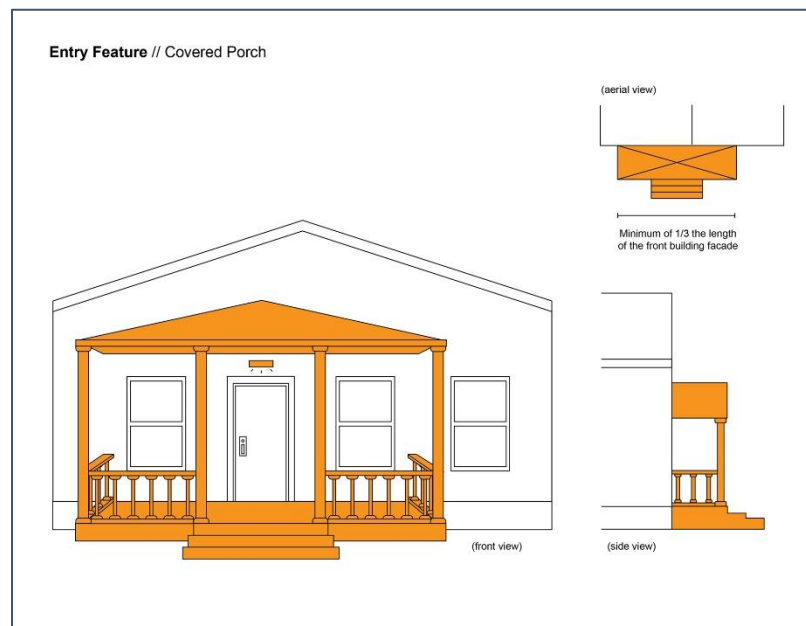 Entry Feature // Covered Porch
(aerial view)
Minimum of 1/3 the length
of the front building facade
(front view)
(side view)